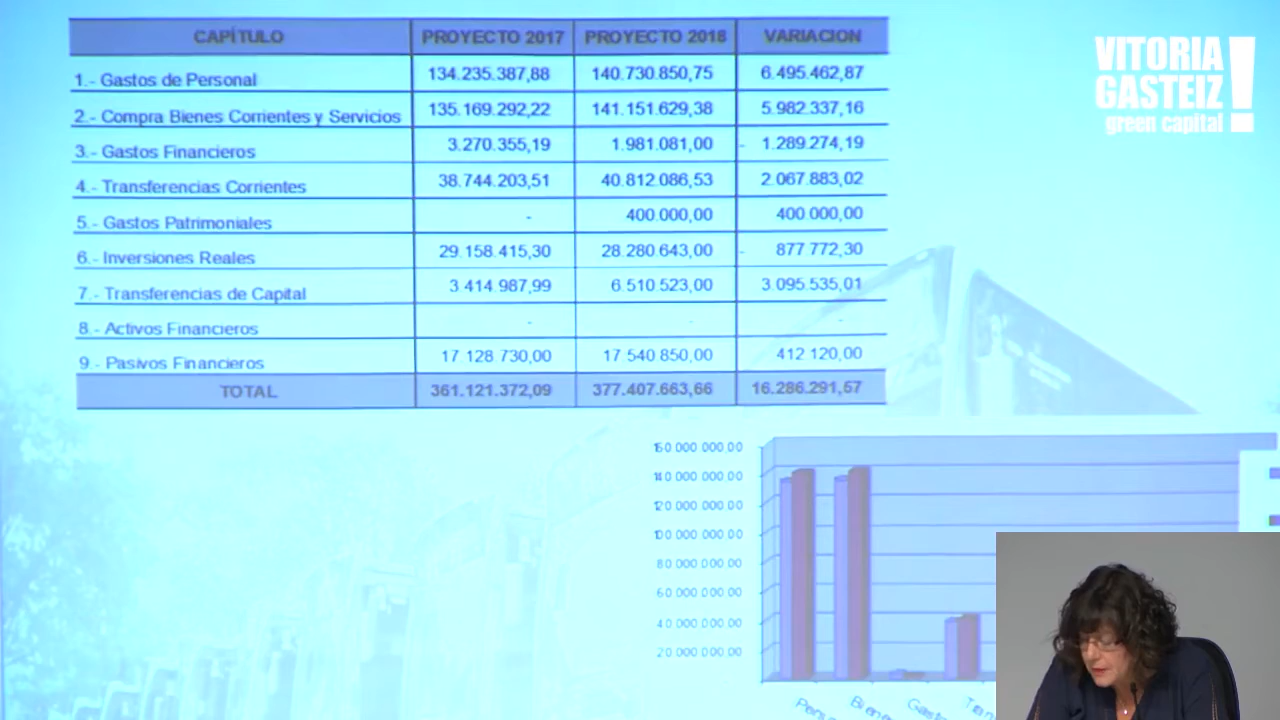 CAPÍTULO PROYECTO 2017 PROYECTO 2018 VARIACION
1.- Gastos de Personal 134.235.387,88 140.730.850,75 6.495.462,87
2.- Compra Bienes Corrientes y Servicios 135.169.292,22 141.151.629,38 5.982.337,16
3.- Gastos Financieros 3.270.355,19 1.981.081,00 - 1.289.274,19
4.- Transferencias Corrientes 38.744.203,51 40.812.086,53 2.067.883,02
5.- Gastos Patrimoniales - 400.000,00 400.000,00
6.- Inversiones Reales 29.158.415,30 28.280.643,00 - 877.772,30
7.- Transferencias de Capital 3.414.987,99 6.510.523,00 3.095.535,01
8.- Activos Financieros - - -
9.- Pasivos Financieros 17.128.730,00 17.540.850,00 412.120,00
TOTAL 361.121.372,09 377.407.663,66 16.286.291,57
VITORIA
GASTEIZ!
green capital
160.000.000,00
140.000.000,00
120.000.000,00
100.000.000,00
80.000.000,00
60.000.000,00
40.000.000,00
20.000.000,00